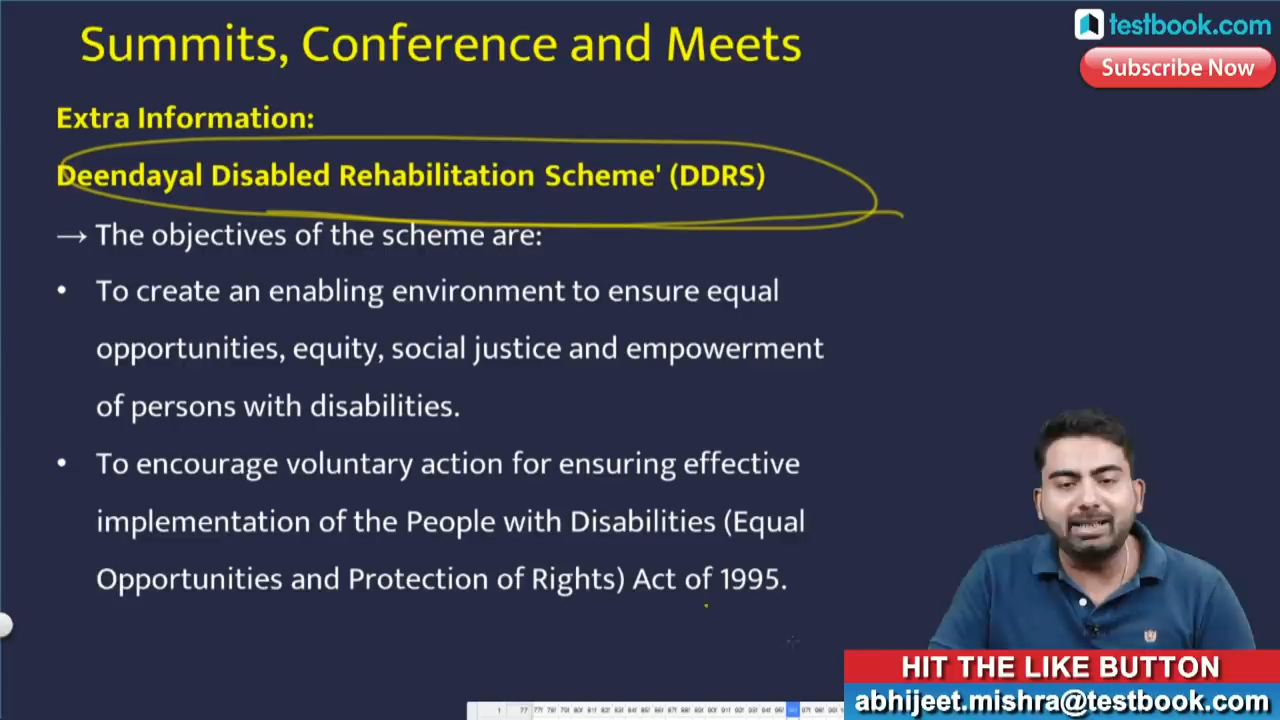 Summits, Conference and Meets
testbook.com
Subscribe Now
Extra Information:
Deendayal Disabled Rehabilitation Scheme' (DDRS)
→ The objectives of the scheme are:
• To create an enabling environment to ensure equal
opportunities, equity, social justice and empowerment
of persons with disabilities.
• To encourage voluntary action for ensuring effective
implementation of the People with Disabilities (Equal
Opportunities and Protection of Rights) Act of 1995.
HIT THE LIKE BUTTON
abhijeet.mishra@testbook.com